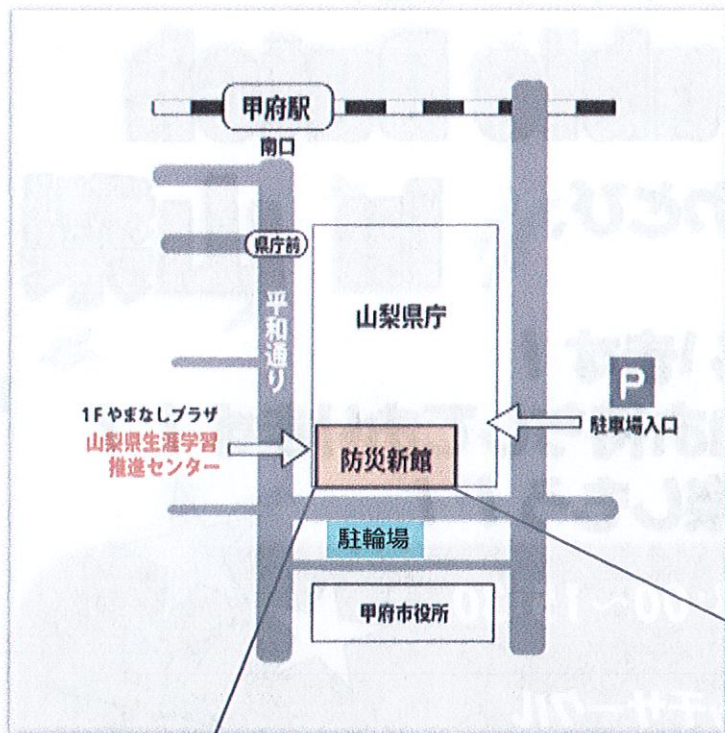 甲府駅
南口
県庁前
平和通り
山梨県庁
P
駐車場入口
1F やまなしプラザ
山梨県生涯学習
推進センター
防災新館
駐輪場
甲府市役所